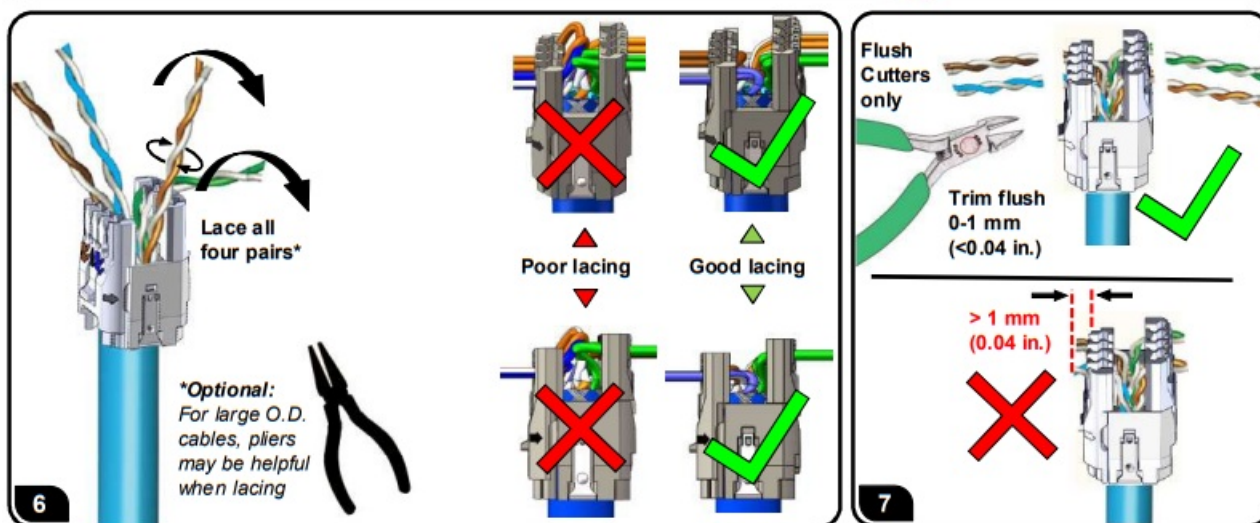 Lace all
four pairs*
*Optional:
For large O.D.
cables, pliers
may be helpful
when lacing
Poor lacing
Good lacing
6
Flush
Cutters
only
Trim flush
0-1 mm
(<0.04 in.)
> 1 mm
(0.04 in.)
7